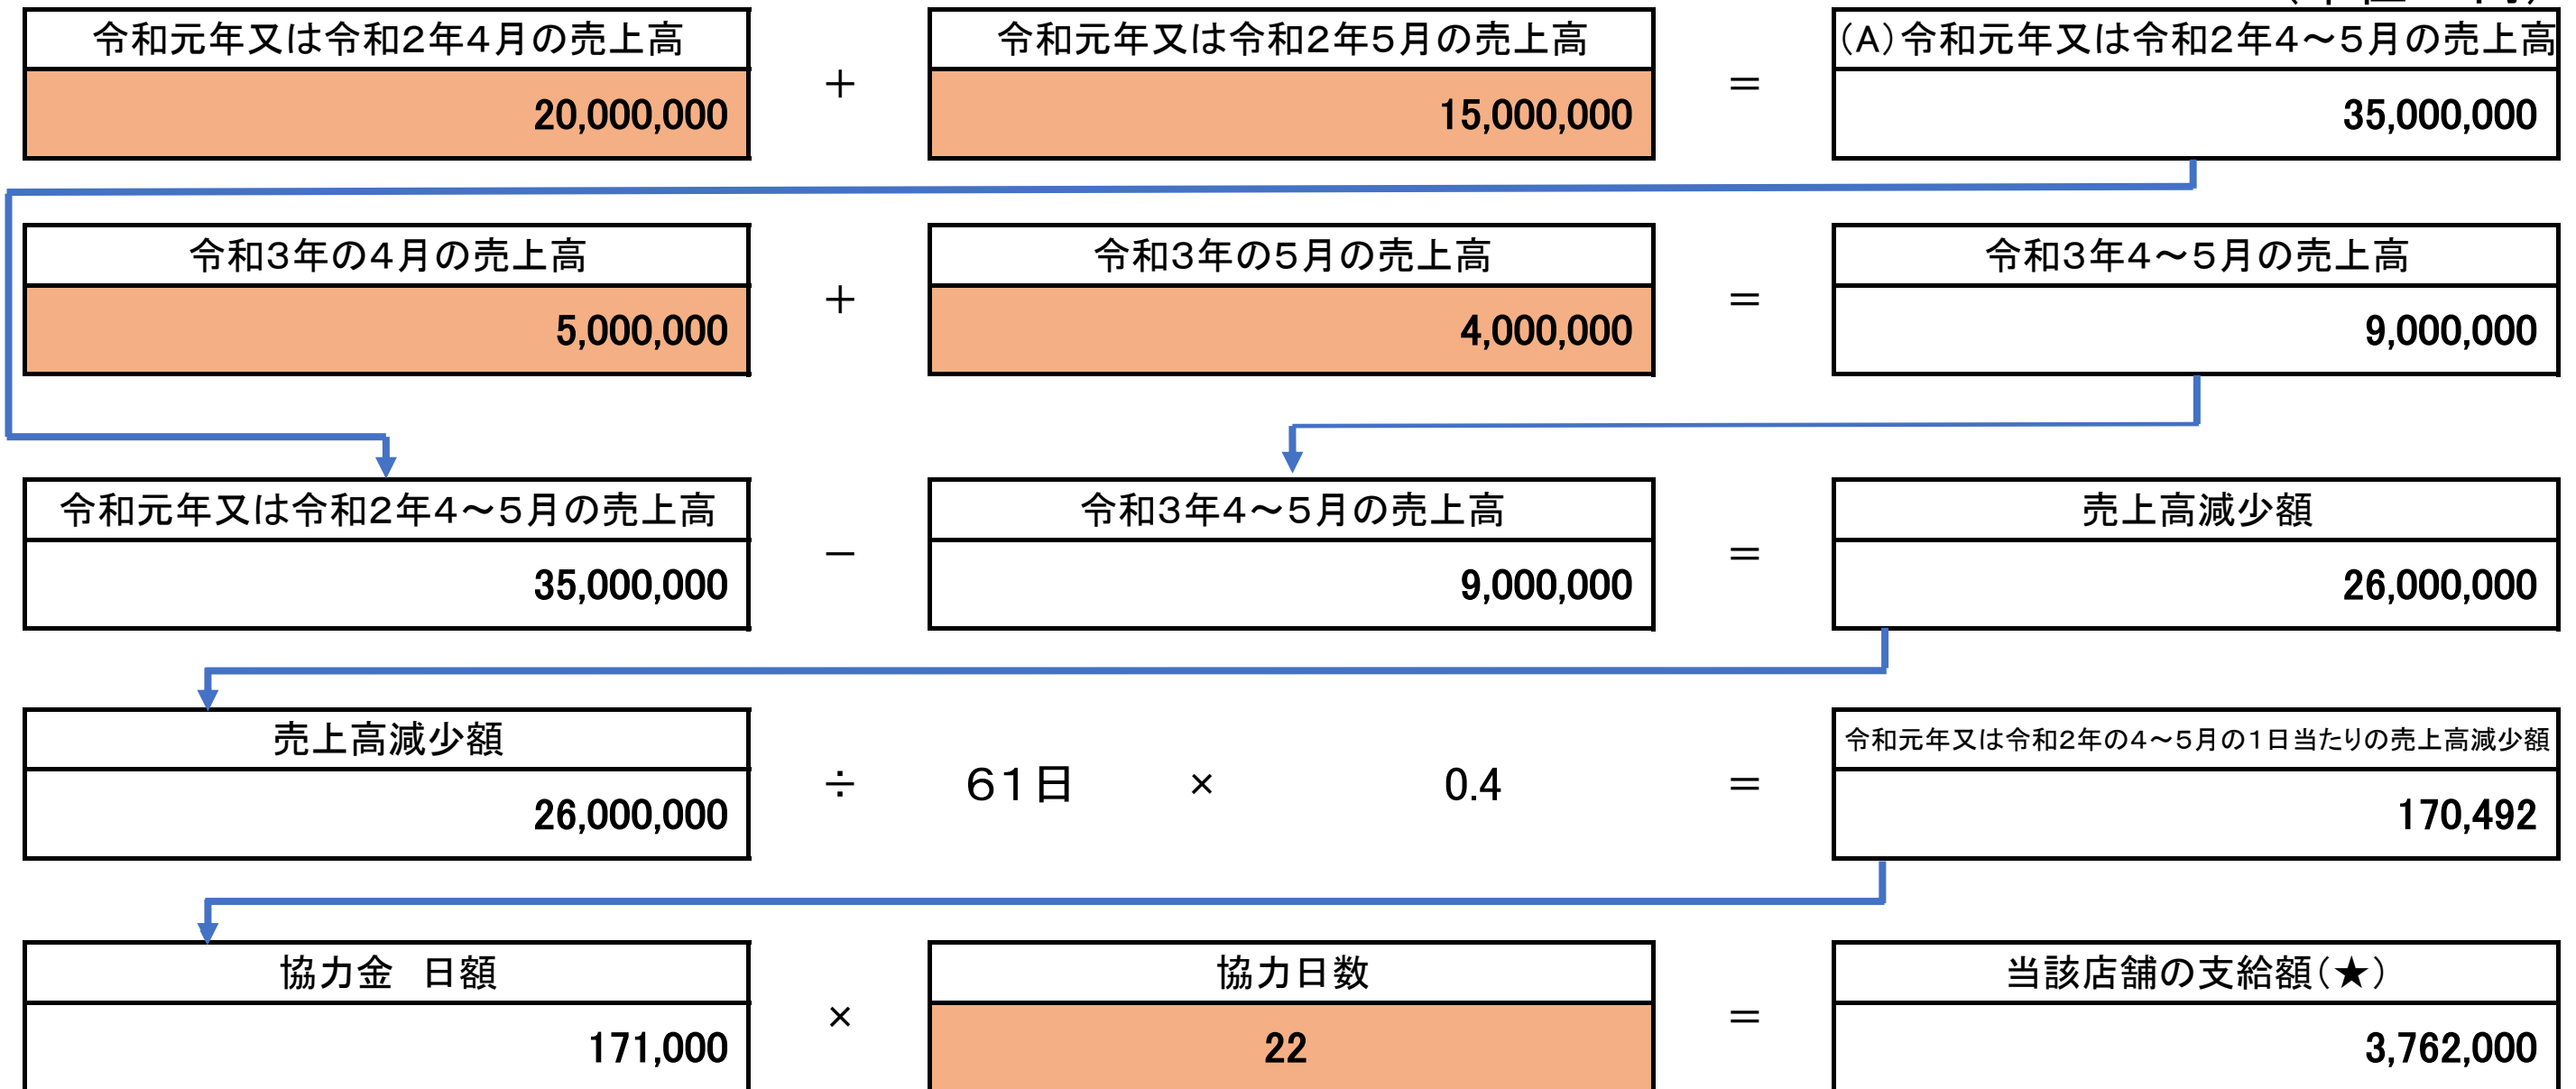 令和元年又は令和2年4月の売上高 令和元年又は令和2年5月の売上高 (A)令和元年又は令和2年4～5月の売上高
20,000,000 ＋ 15,000,000 ＝ 35,000,000
令和3年の4月の売上高 令和3年の5月の売上高 令和3年4～5月の売上高
5,000,000 ＋ 4,000,000 ＝ 9,000,000
令和元年又は令和2年4～5月の売上高 令和3年4～5月の売上高 売上高減少額
35,000,000 － 9,000,000 ＝ 26,000,000
売上高減少額 令和元年又は令和2年の4～5月の1日当たりの売上高減少額
26,000,000 ÷ 61日 × 0.4 ＝ 170,492
協力金　日額 協力日数 当該店舗の支給額(★)
171,000 × 22 ＝ 3,762,000